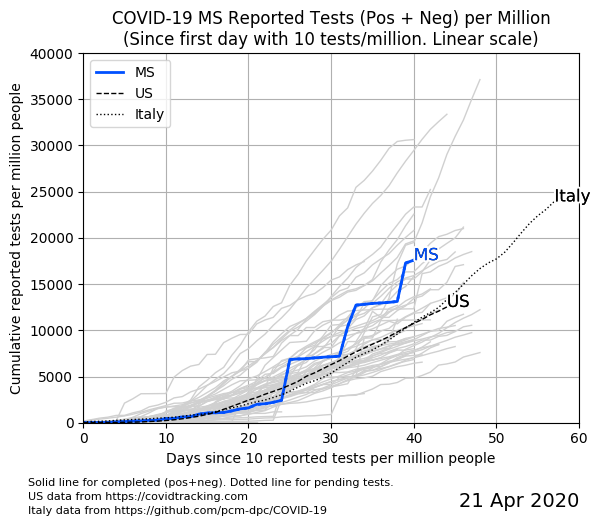 COVID-19 MS Reported Tests (Pos + Neg) per Million
(Since first day with 10 tests/million. Linear scale)
Cumulative reported tests per million people
40000
35000
30000
25000
20000
15000
10000
5000
0
MS
US
Italy
Italy
MS
US
0 10 20 30 40 50 60
Days since 10 rported tests per million people
Solid line for completed (pos+neg). Dotted line for pending tests.
US data from https://covidtracking.com
Italy data from https://github.com/pcm-dpc/COVID-19
21 Apr 2020